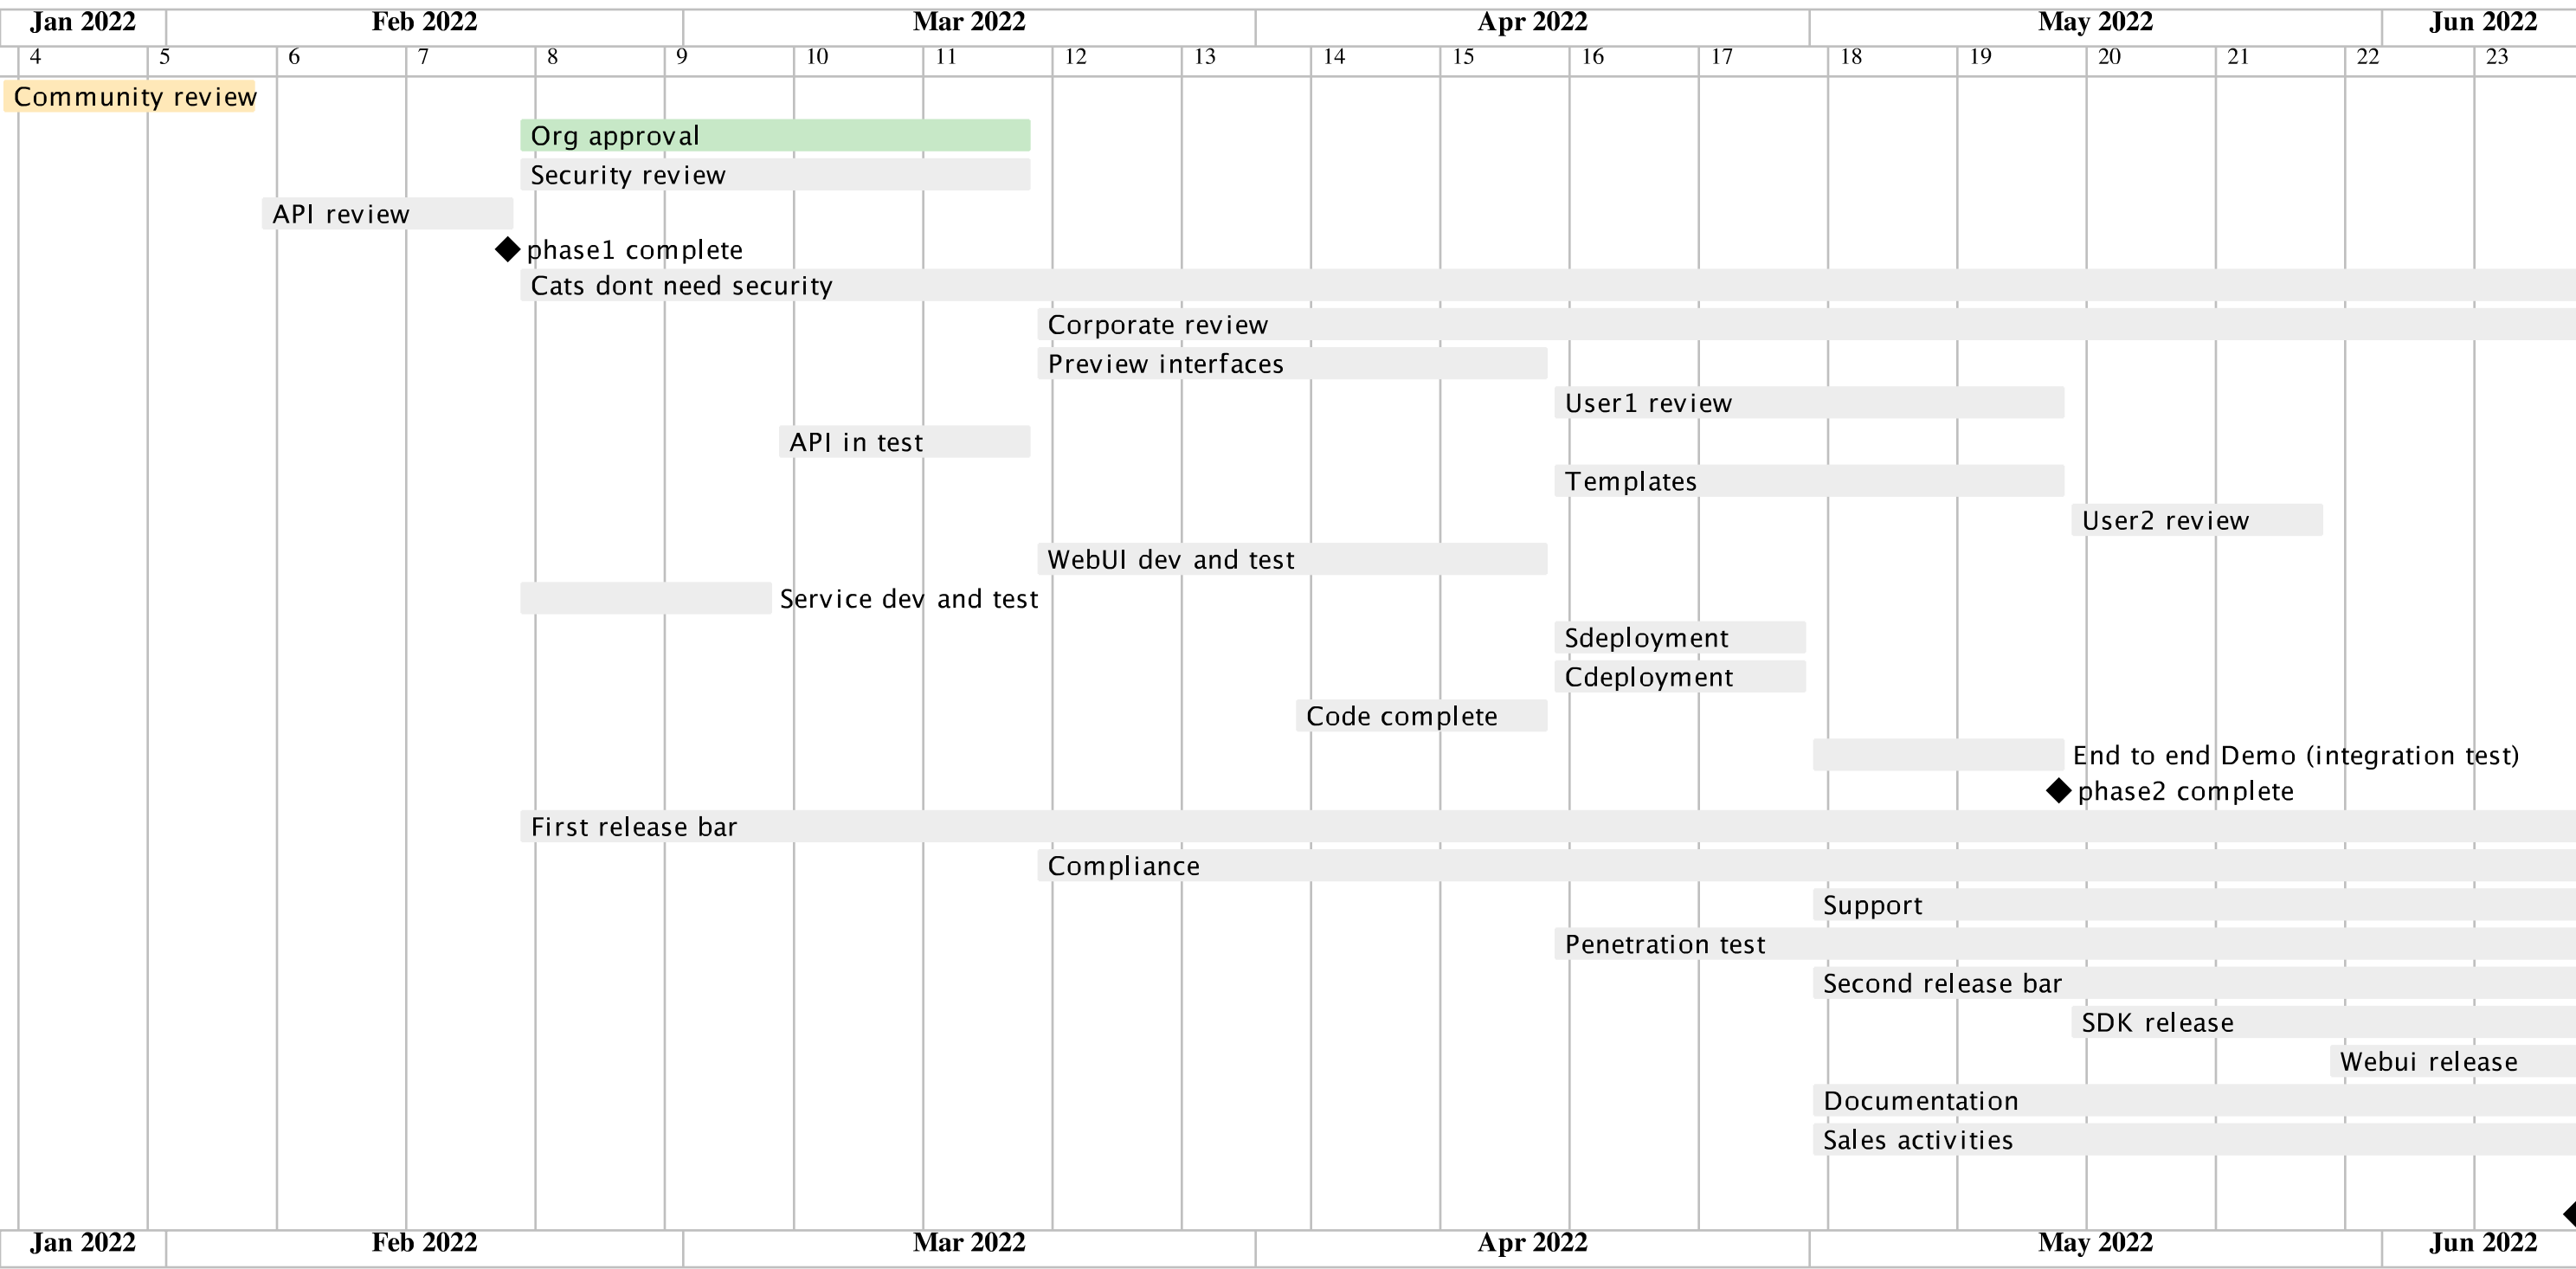 Jan 2022 Feb 2022 Mar 2022 Apr 2022 May 2022 Jun 2022
4 5 6 7 8 9 10 11 12 13 14 15 16 17 18 19 20 21 22 23
Community review
Org approval
Security review
API review
phase1 complete
Cats dont need security
Corporate review
Preview interfaces
User1 review
API in test
Templates
User2 review
WebUI dev and test
Service dev and test
Sdeployment
Cdeployment
Code complete
End to end Demo (integration test)
phase2 complete
First release bar
Compliance
Support
Penetration test
Second release bar
SDK release
Webui release
Documentation
Sales activities
Jan 2022 Feb 2022 Mar 2022 Apr 2022 May 2022 Jun 2022